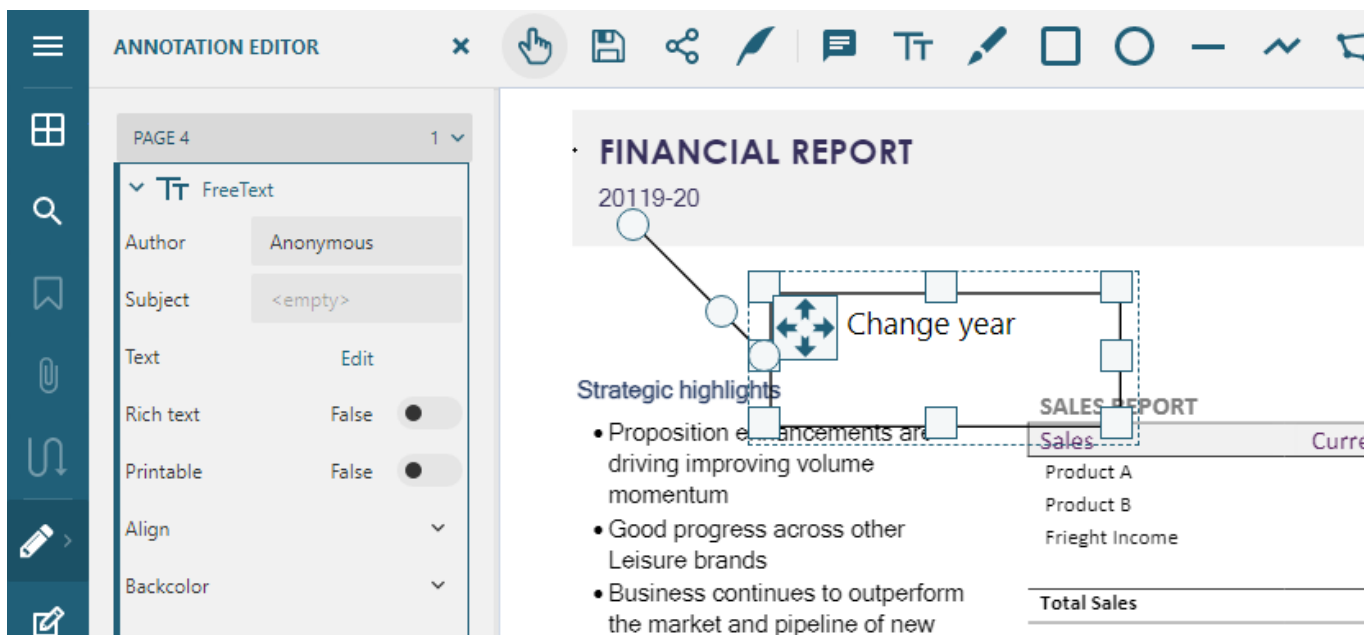 ANNOTATION EDITOR
PAGE 4 1
FreeText
Author Anonymous
Subject <empty>
Text Edit
Rich text False
Printable False
Align
Backcolor
FINANCIAL REPORT
20119-20
Change year
Strategic highlights
• Proposition enhancements are
driving improving volume
momentum
• Good progress across other
Leisure brands
• Business continues to outperform
the market and pipeline of new
SALES REPORT
Sales Curre
Product A
Product B
Frieght Income
Total Sales